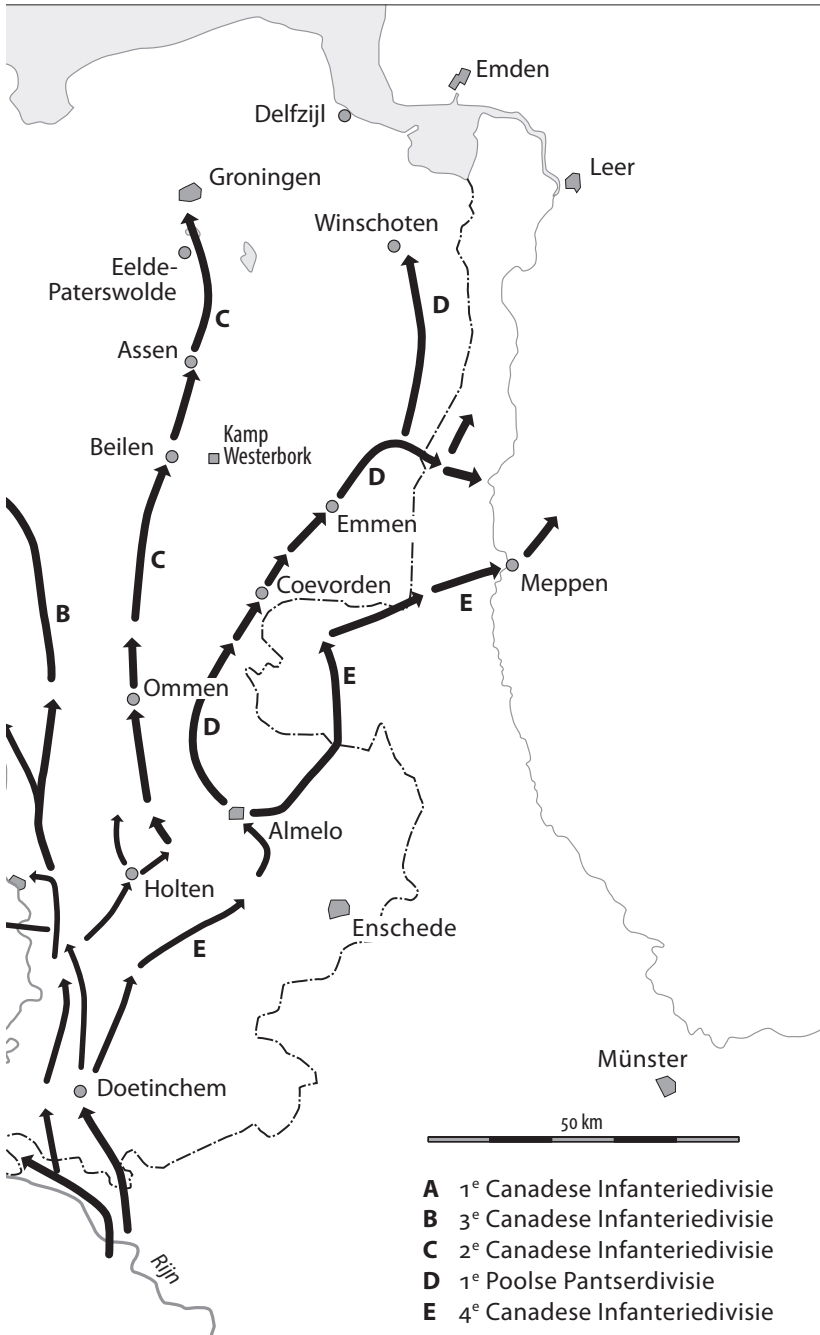 Emden
Delfzijl
Leer
Groningen
Winschoten
Eelde-
Paterswolde
D
C
Assen
Beilen
Kamp
Westerbork
D
Emmen
C
Coevorden
Meppen
E
B
E
Ommen
D
Almelo
Holten
Enschede
E
Münster
Doetinchem
50 km
A 1e Canadese Infanteriedivisie
B 3e Canadese Infanteriedivisie
C 2e Canadese Infanteriedivisie
D 1e Poolse Pantserdivisie
E 4e Canadese Infanteriedivisie
Rijn